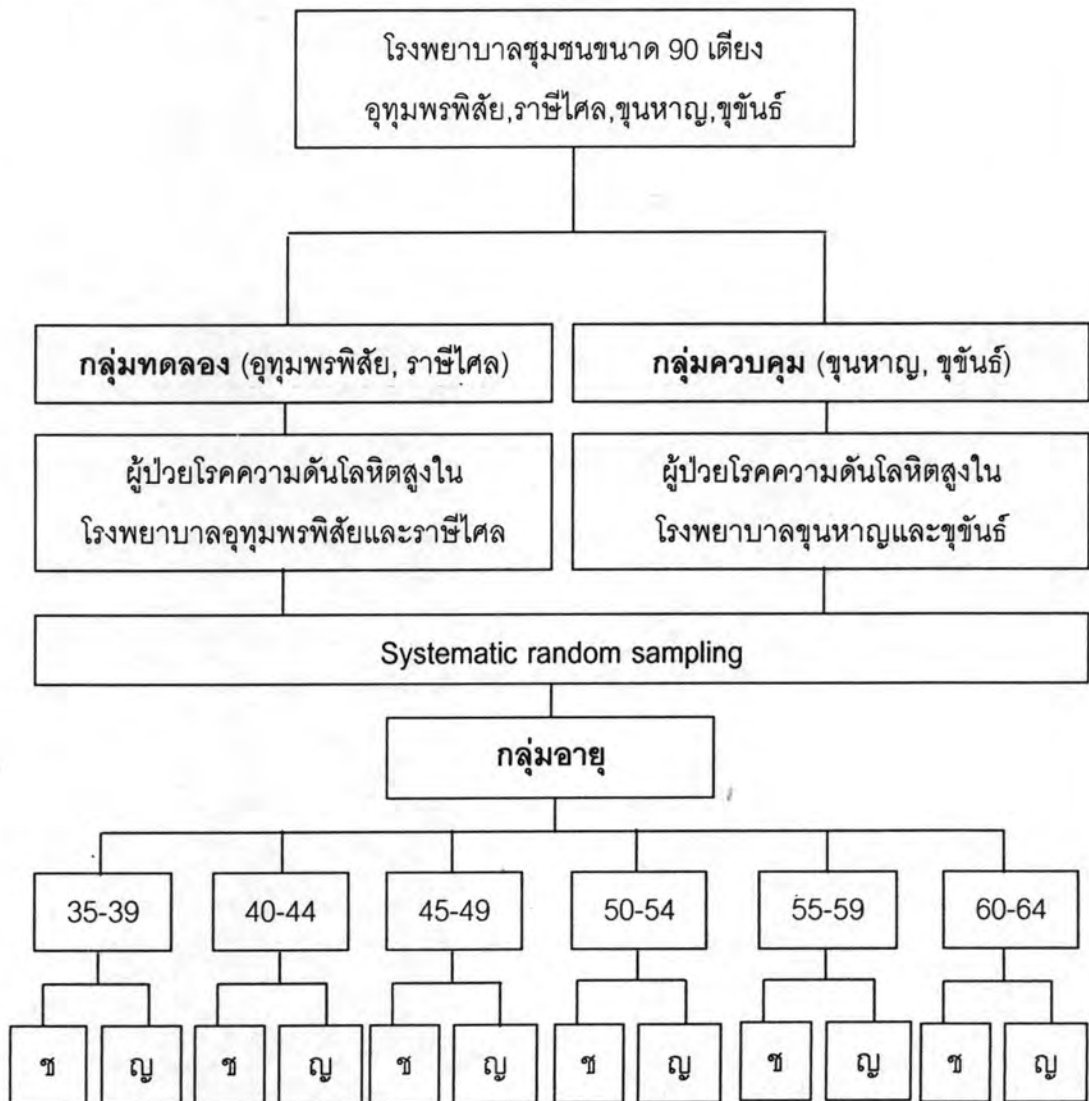 โรงพยาบาลชุมชนขนาด 90 เตียง
อุทุมพรพิสัย,ราษีไศล,ขุนหาญ,ขุขันธ์
กลุ่มทดลอง (อุทุมพรพิสัย, ราษีไศล)
กลุ่มควบคุม (ขุนหาญ, ขุขันธ์)
ผู้ป่วยโรคความดันโลหิตสูงใน
โรงพยาบาลอุทุมพรพิสัยและราษีไศล
ผู้ป่วยโรคความดันโลหิตสูงใน
โรงพยาบาลขุนหาญและขุขันธ์
Systematic random sampling
กลุ่มอายุ
35-39 40-44 45-49 50-54 55-59 60-64
ช ญ ช ญ ช ญ ช ญ ช ญ ช ญ